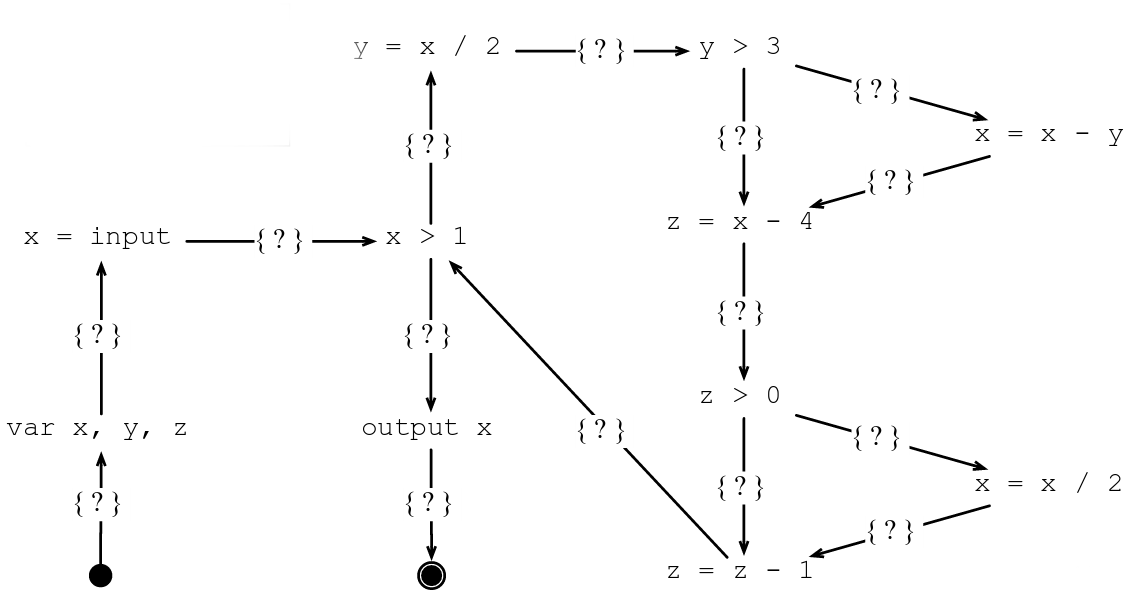 y = x / 2 {?} y > 3
{?}
{?} {?} x = x - y
{?}
z = x - 4
x = input {?} x > 1
{?}
{?} {?}
z > 0
var x, y, z output x {?} {?}
{?} x = x / 2
{?} {?} {?}
z = z - 1